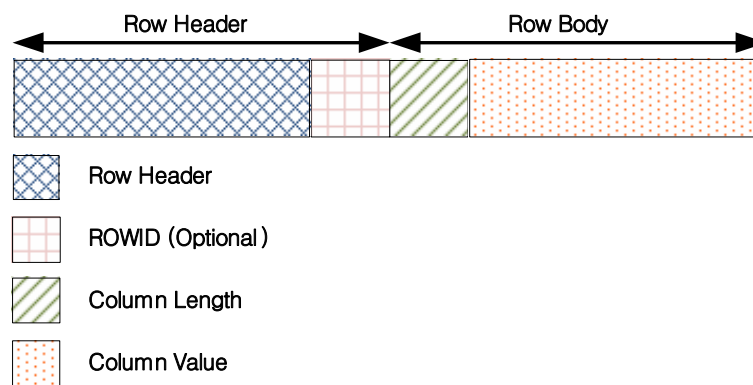 Row Header
Row Body
Row Header
ROWID (Optional)
Column Length
Column Value